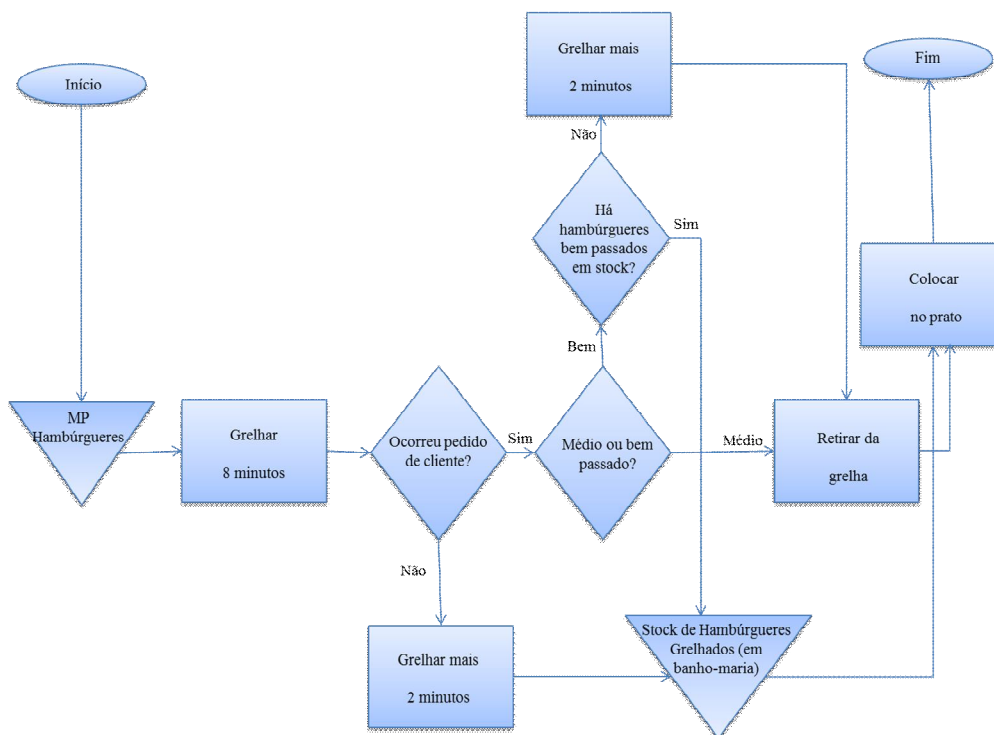 Início
MP
Hambúrgueres
Grelhar
8 minutos
Ocorreu pedido
de cliente?
Sim
Não
Médio ou bem
passado?
Bem
Médio
Há
hambúrgueres
bem passados
em stock?
Não
Sim
Grelhar mais
2 minutos
Retirar da
grelha
Grelhar mais
2 minutos
Stock de Hambúrgueres
Grelhados (em
banho-maria)
Colocar
no prato
Fim